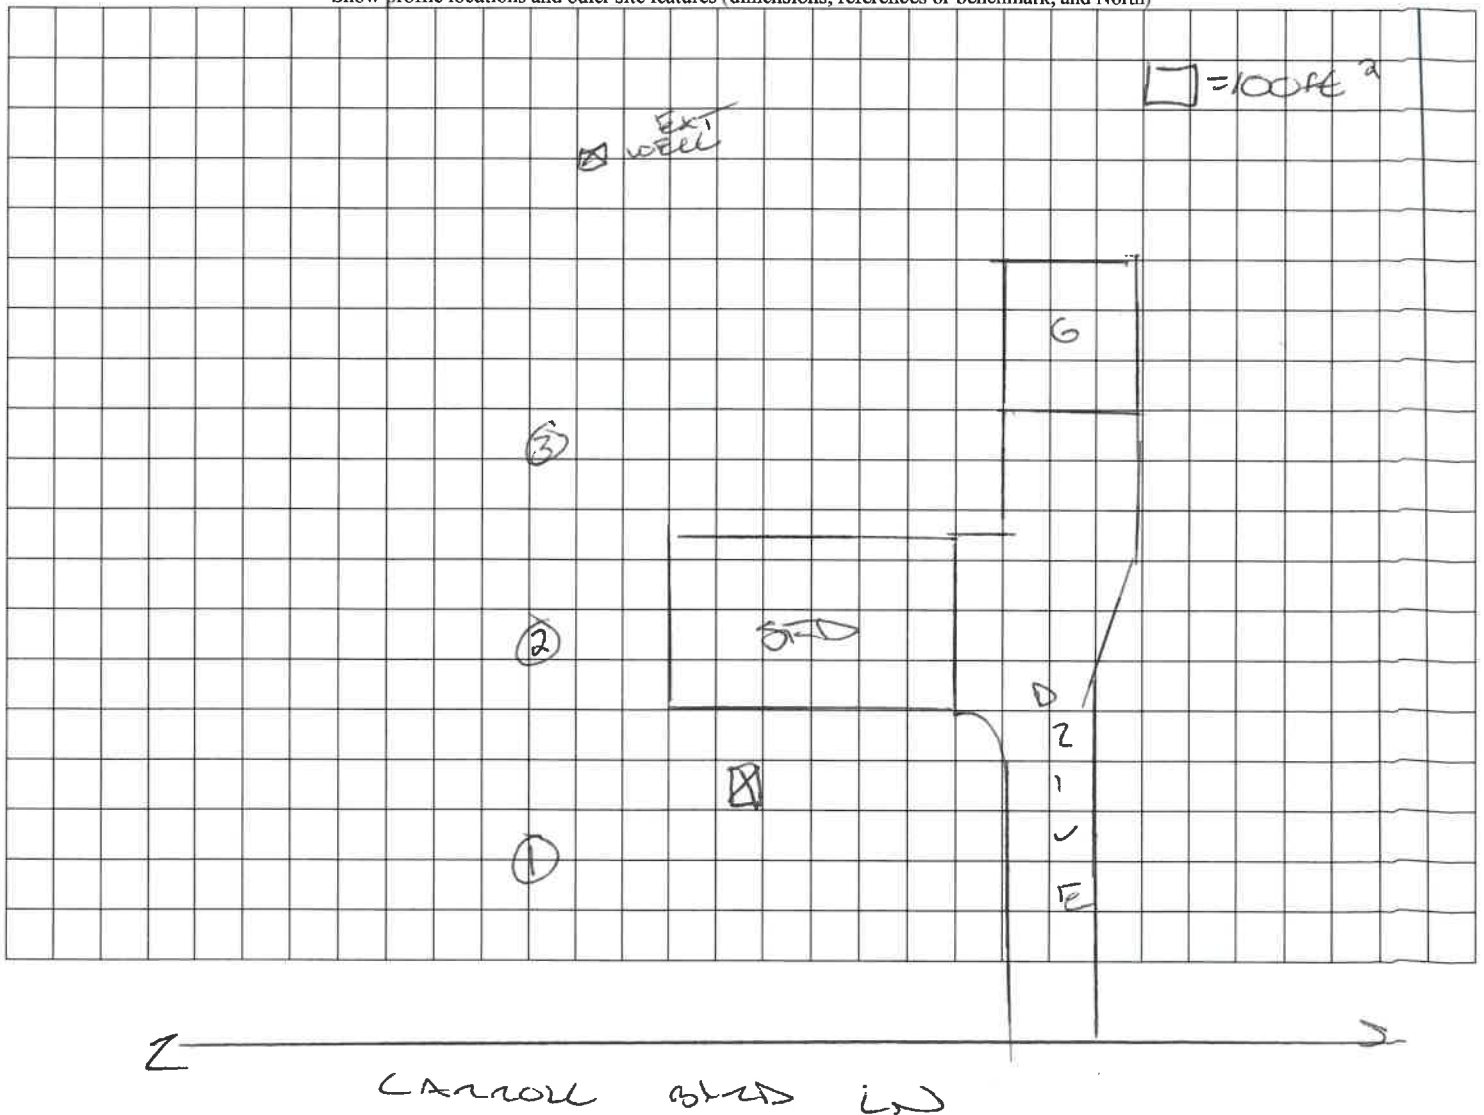 Show profile locations and other site features (dimensions, references or benchmark, and North)
=100ft²
EXT
WELL
G
3
SFD
2
DRIVE
1
CARROLL BIRD LN